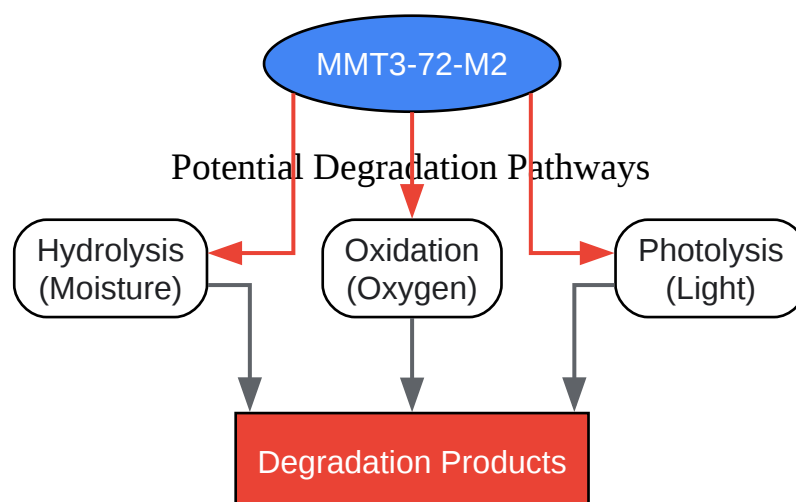 MMT3-72-M2
Potential Degradation Pathways
Hydrolysis
(Moisture)
Oxidation
(Oxygen)
Photolysis
(Light)
Degradation Products